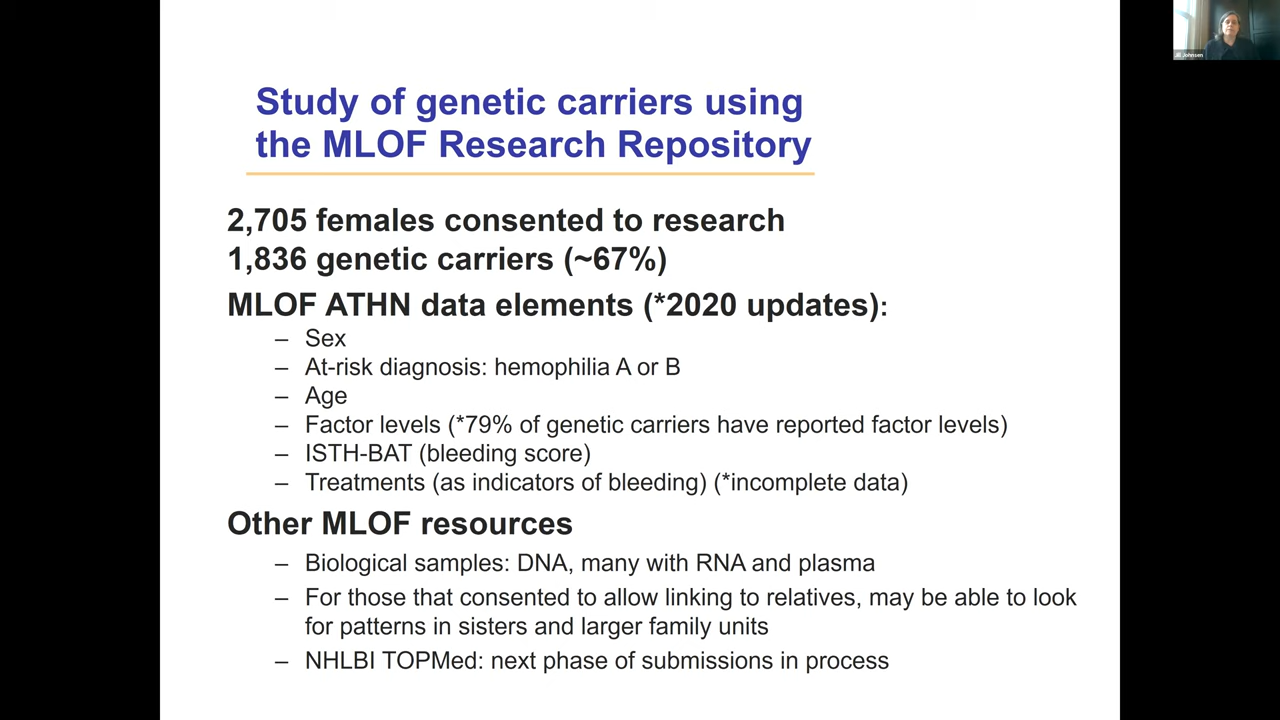 Jill Johnsen
Study of genetic carriers using
the MLOF Research Repository
2,705 females consented to research
1,836 genetic carriers (~67%)
MLOF ATHN data elements (*2020 updates):
– Sex
– At-risk diagnosis: hemophilia A or B
– Age
– Factor levels (*79% of genetic carriers have reported factor levels)
– ISTH-BAT (bleeding score)
– Treatments (as indicators of bleeding) (*incomplete data)
Other MLOF resources
– Biological samples: DNA, many with RNA and plasma
– For those that consented to allow linking to relatives, may be able to look
for patterns in sisters and larger family units
– NHLBI TOPMed: next phase of submissions in process